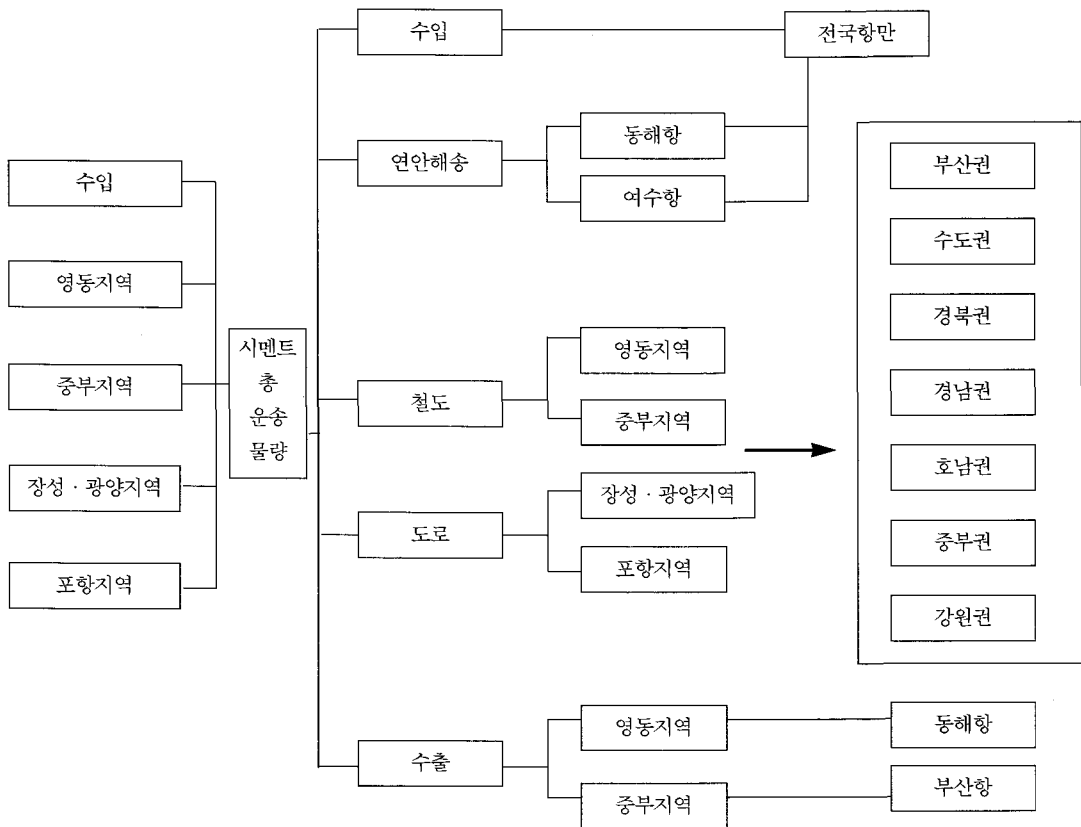 수입
영동지역
중부지역
장성 · 광양지역
포항지역
시멘트
총
운송
물량
수입
연안해송
철도
도로
수출
동해항
여수항
영동지역
중부지역
장성 · 광양지역
포항지역
영동지역
중부지역
전국항만
부산권
수도권
경북권
경남권
호남권
중부권
강원권
동해항
부산항